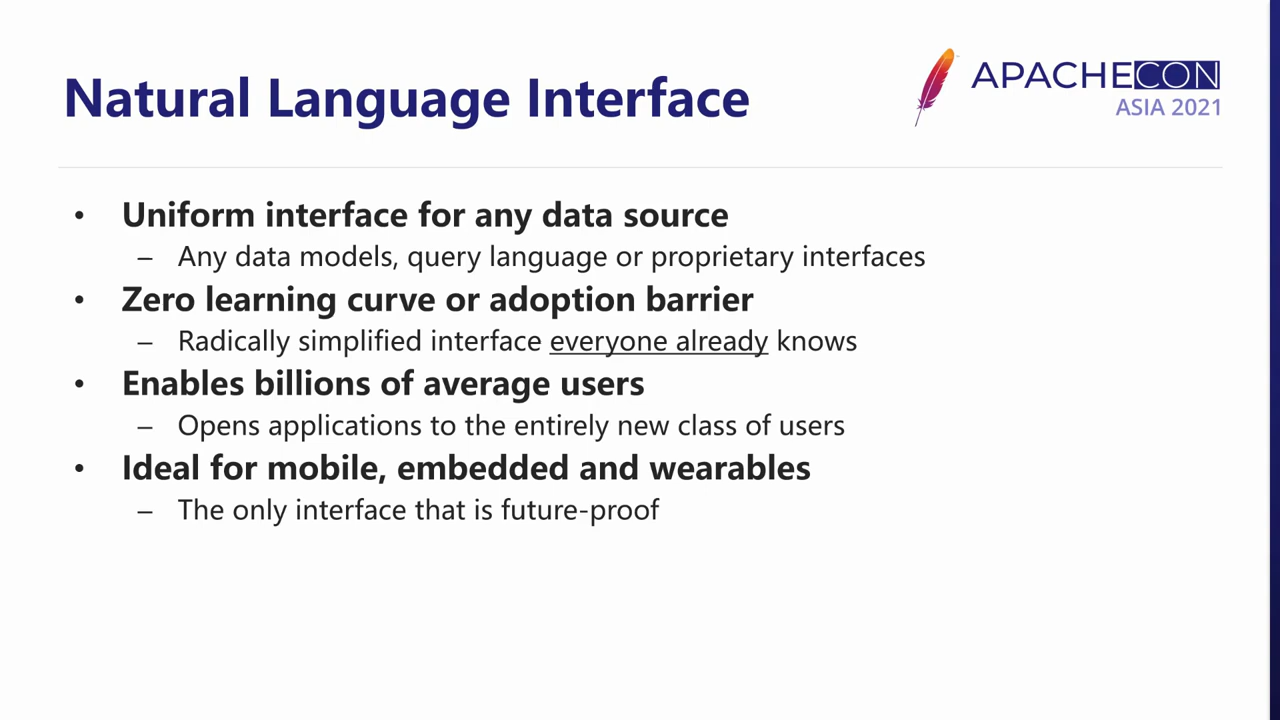 Natural Language Interface
APACHECON
ASIA 2021
• Uniform interface for any data source
– Any data models, query language or proprietary interfaces
• Zero learning curve or adoption barrier
– Radically simplified interface everyone already knows
• Enables billions of average users
– Opens applications to the entirely new class of users
• Ideal for mobile, embedded and wearables
– The only interface that is future-proof